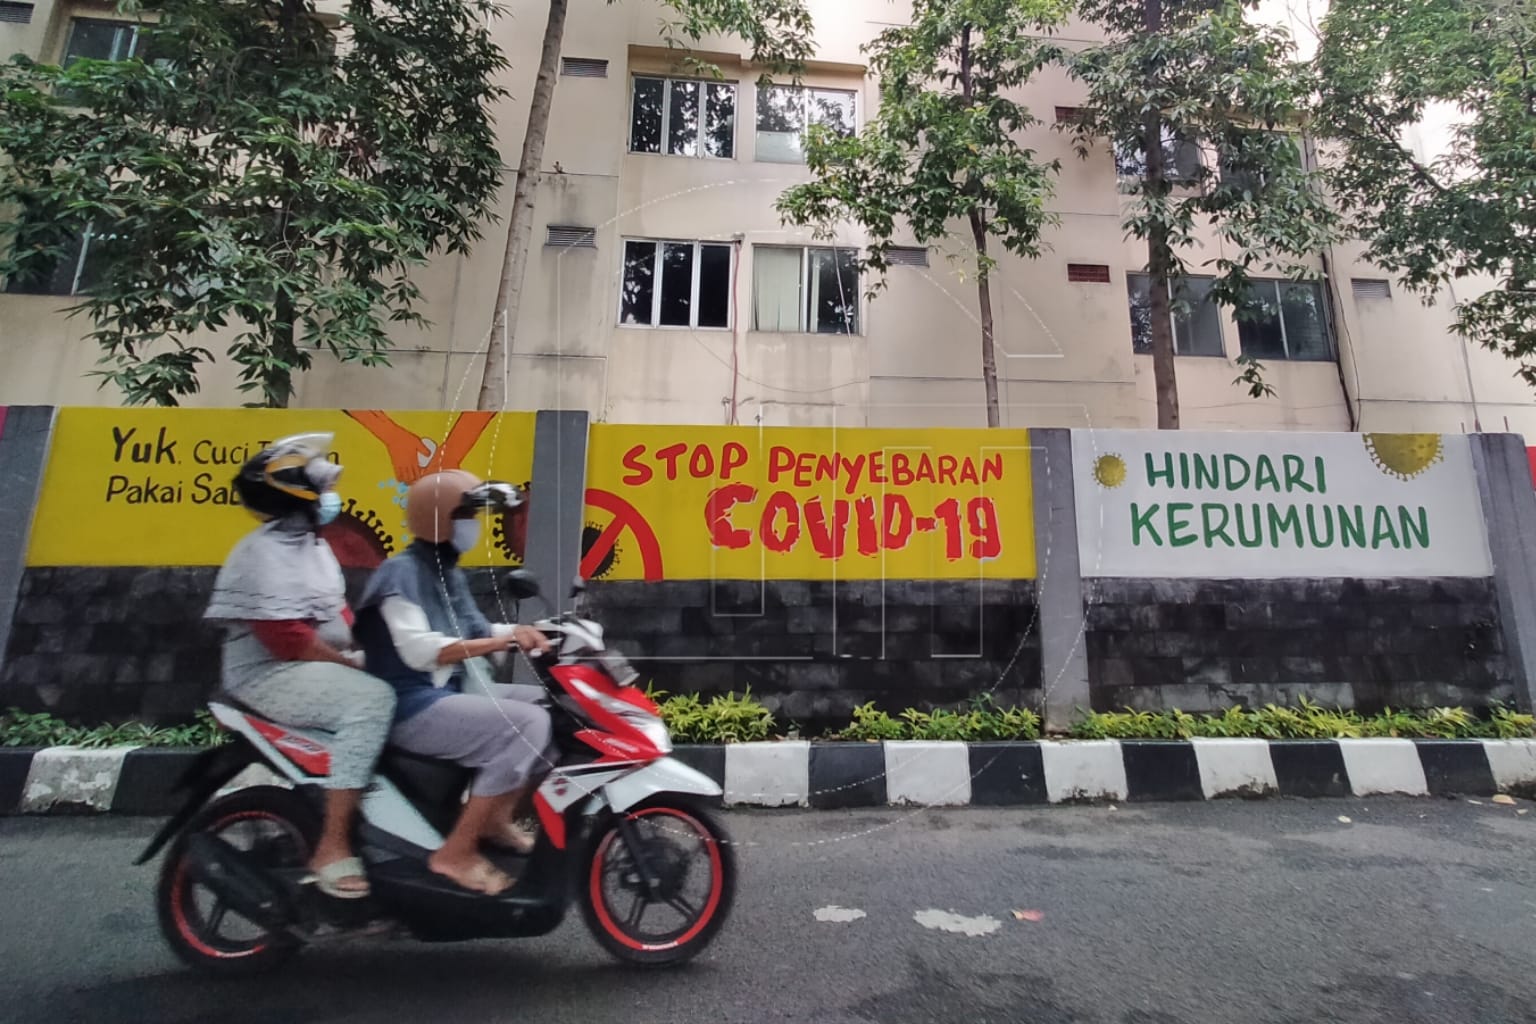 Yuk. Cuci
Pakai
STOP PENYEBARAN
COVID-19
HINDARI
KERUMUNAN